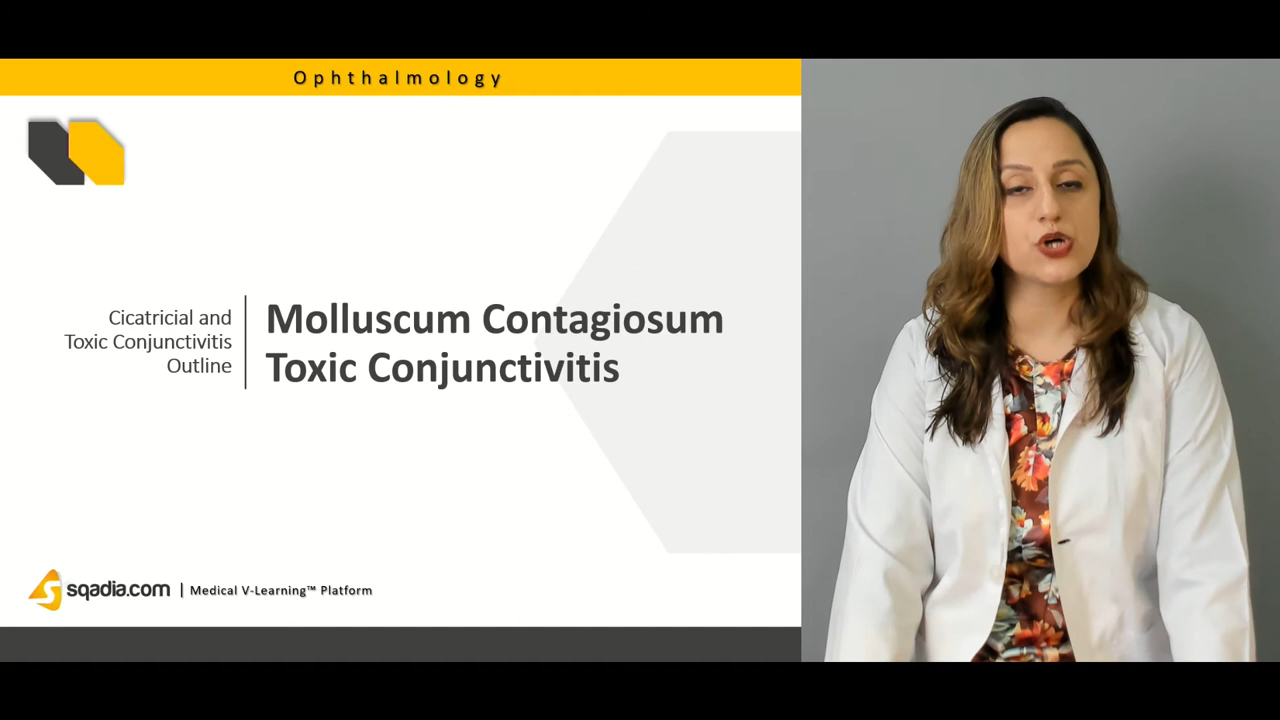 Ophthalmology
Cicatricial and
Toxic Conjunctivitis
Outline
Molluscum Contagiosum
Toxic Conjunctivitis
sqadia.com | Medical V-Learning™ Platform